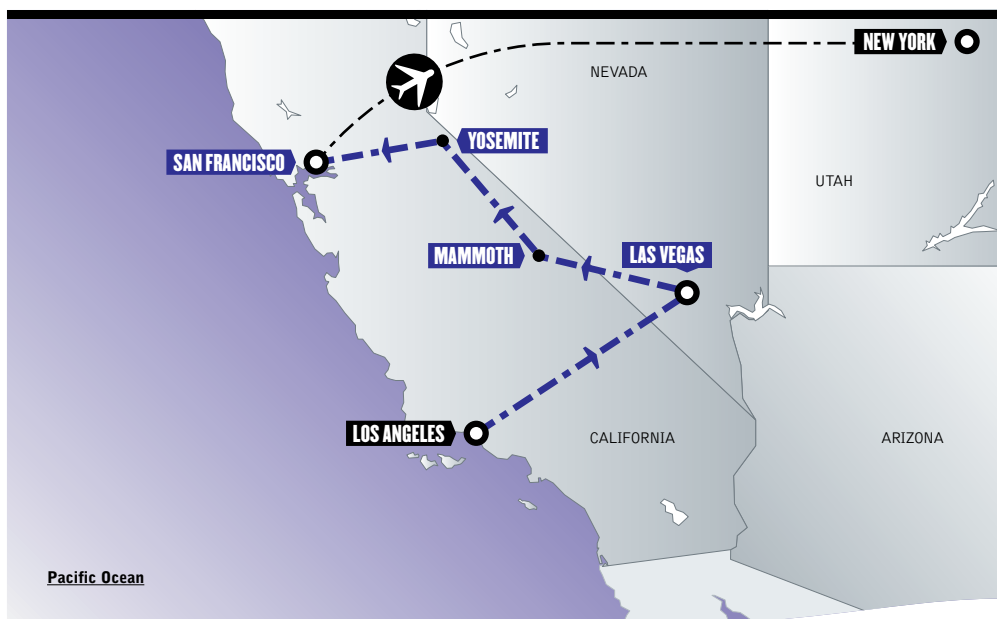 NEW YORK
NEVADA
YOSEMITE
SAN FRANCISCO
UTAH
MAMMOTH
LAS VEGAS
LOS ANGELES
CALIFORNIA
ARIZONA
Pacific Ocean